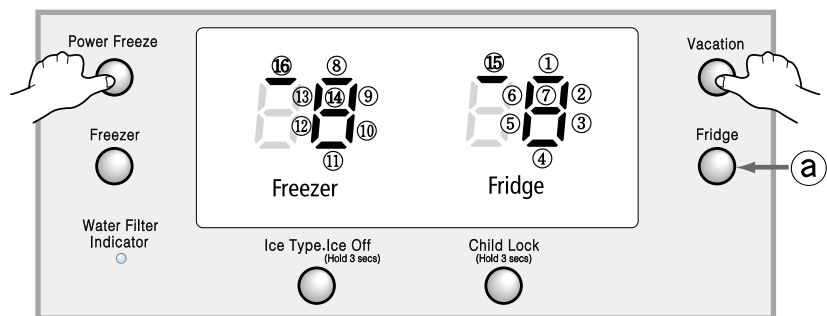 Power Freeze
Vacation
⑯ ⑧ ⑮ ①
⑬ ⑭ ⑨ ⑥ ⑦ ②
⑫ ⑩ ⑤ ③
⑪ ④
Freezer
Fridge
ⓐ
Freezer
Fridge
Water Filter
Indicator
Ice Type.Ice Off
(Hold 3 secs)
Child Lock
(Hold 3 secs)